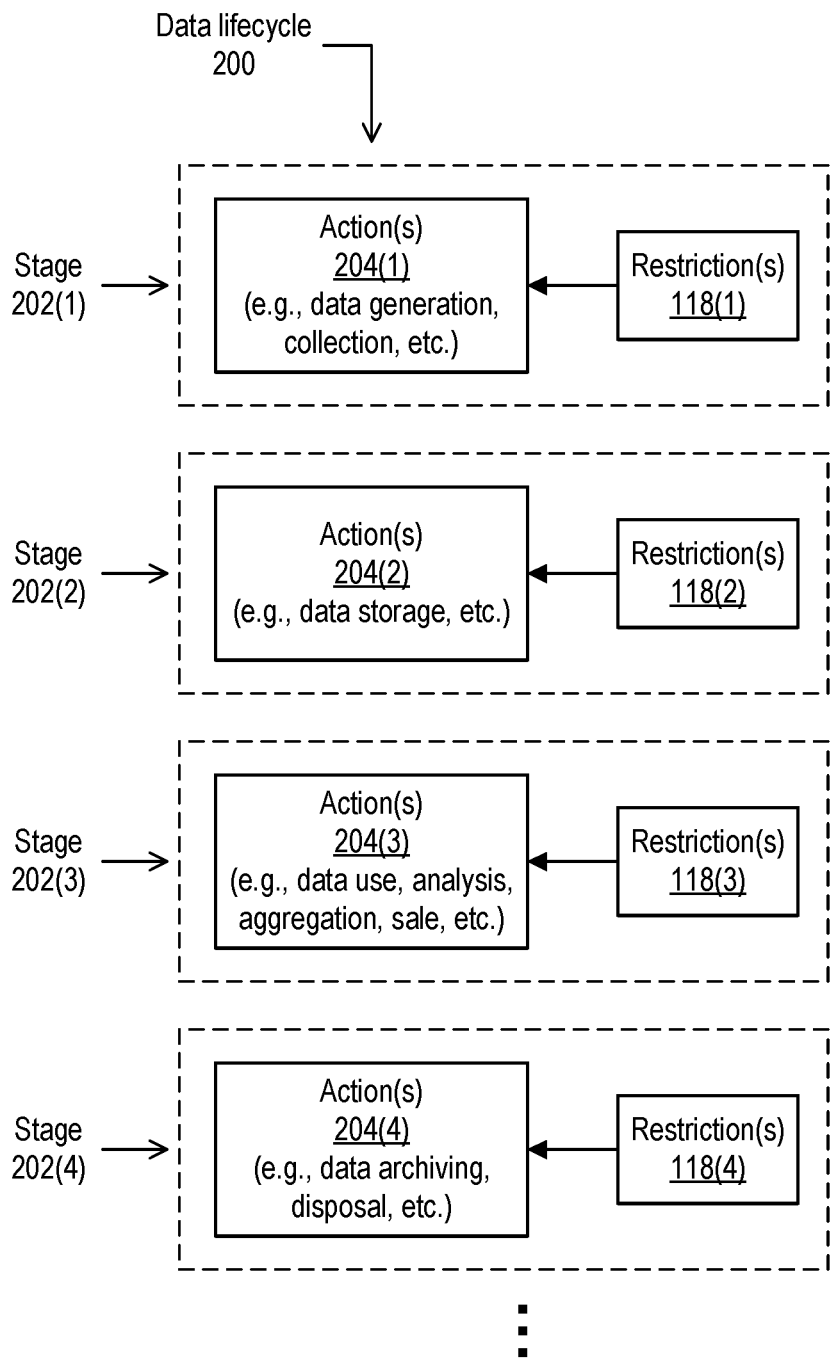 Data lifecycle
200
Stage
202(1)
Action(s)
204(1)
(e.g., data generation,
collection, etc.)
Restriction(s)
118(1)
Stage
202(2)
Action(s)
204(2)
(e.g., data storage, etc.)
Restriction(s)
118(2)
Stage
202(3)
Action(s)
204(3)
(e.g., data use, analysis,
aggregation, sale, etc.)
Restriction(s)
118(3)
Stage
202(4)
Action(s)
204(4)
(e.g., data archiving,
disposal, etc.)
Restriction(s)
118(4)